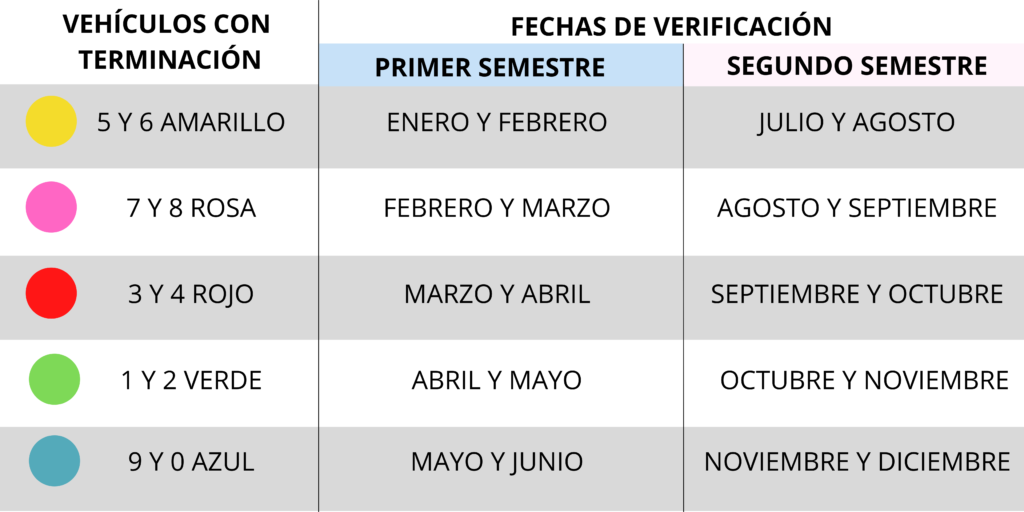 VEHÍCULOS CON
TERMINACIÓN
FECHAS DE VERIFICACIÓN
PRIMER SEMESTRE
SEGUNDO SEMESTRE
5 Y 6 AMARILLO
ENERO Y FEBRERO
JULIO Y AGOSTO
7 Y 8 ROSA
FEBRERO Y MARZO
AGOSTO Y SEPTIEMBRE
3 Y 4 ROJO
MARZO Y ABRIL
SEPTIEMBRE Y OCTUBRE
1 Y 2 VERDE
ABRIL Y MAYO
OCTUBRE Y NOVIEMBRE
9 Y 0 AZUL
MAYO Y JUNIO
NOVIEMBRE Y DICIEMBRE